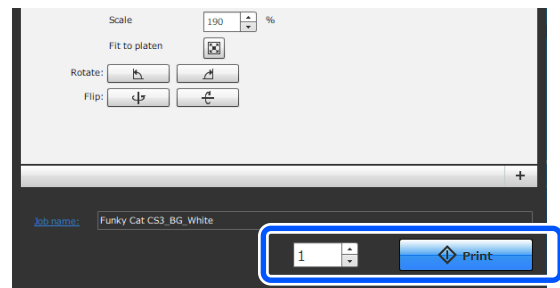 Scale 190 %
Fit to platen
Rotate:
Flip:
+
Job name: Funky Cat CS3_BG_White
1 Print